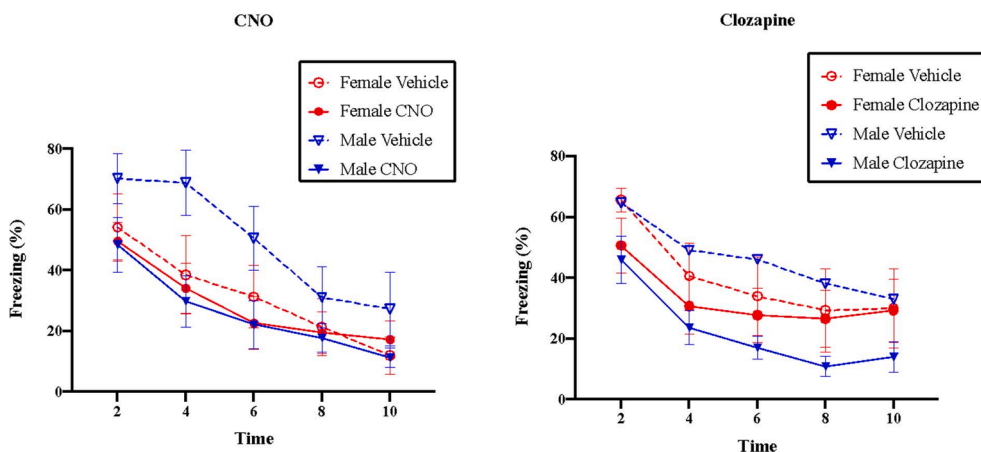 CNO
Female Vehicle
Female CNO
Male Vehicle
Male CNO
80
60
40
20
0
Freezing (%)
2 4 6 8 10
Time
Clozapine
Female Vehicle
Female Clozapine
Male Vehicle
Male Clozapine
80
60
40
20
0
Freezing (%)
2 4 6 8 10
Time